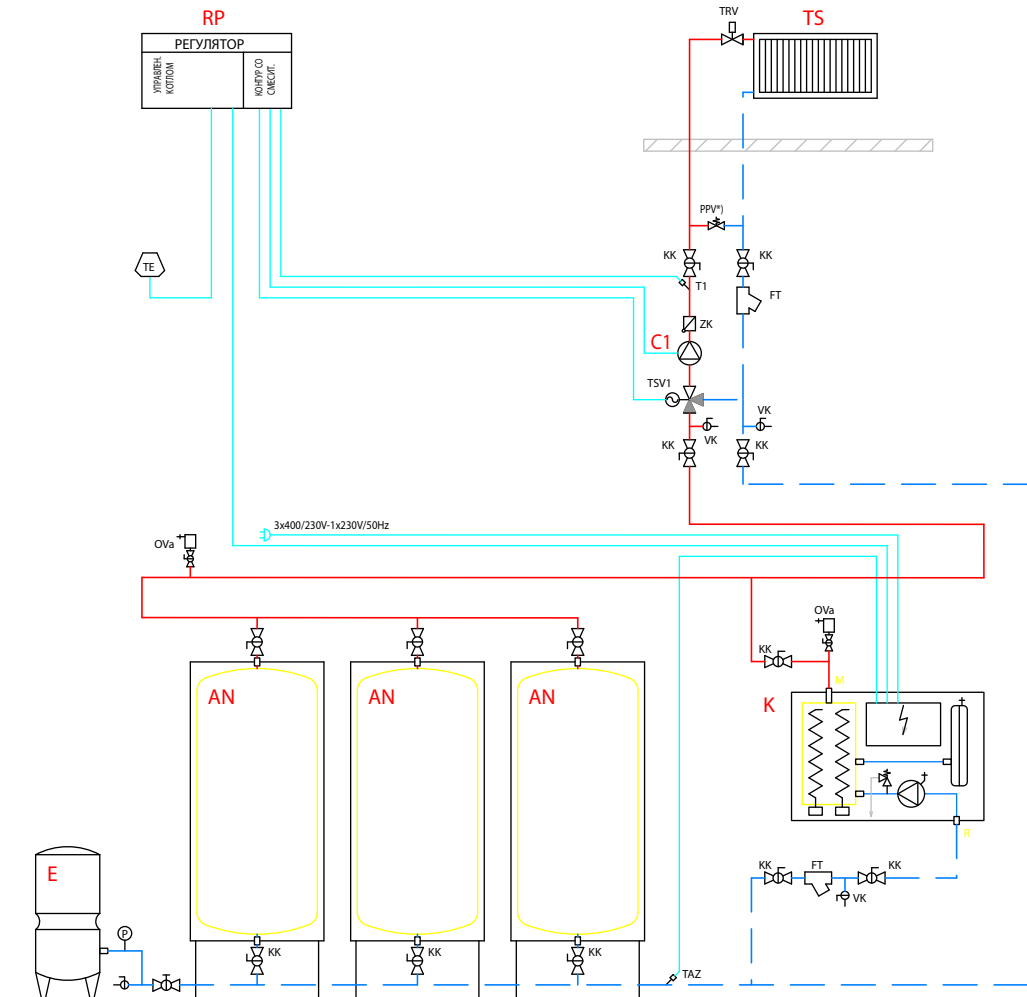 RP
TRV
TS
РЕГУЛЯТОР
УПРАВЛЕН.
КОТЛОМ
КОНТУР СО
СМЕСИТ.
PPV*)
TE
KK
KK
T1
FT
ZK
C1
TSV1
VK
VK
KK
KK
3x400/230V-1x230V/50Hz
OVa
OVa
KK
M
AN
AN
AN
K
R
E
KK
FT
KK
VK
P
KK
KK
KK
TAZ